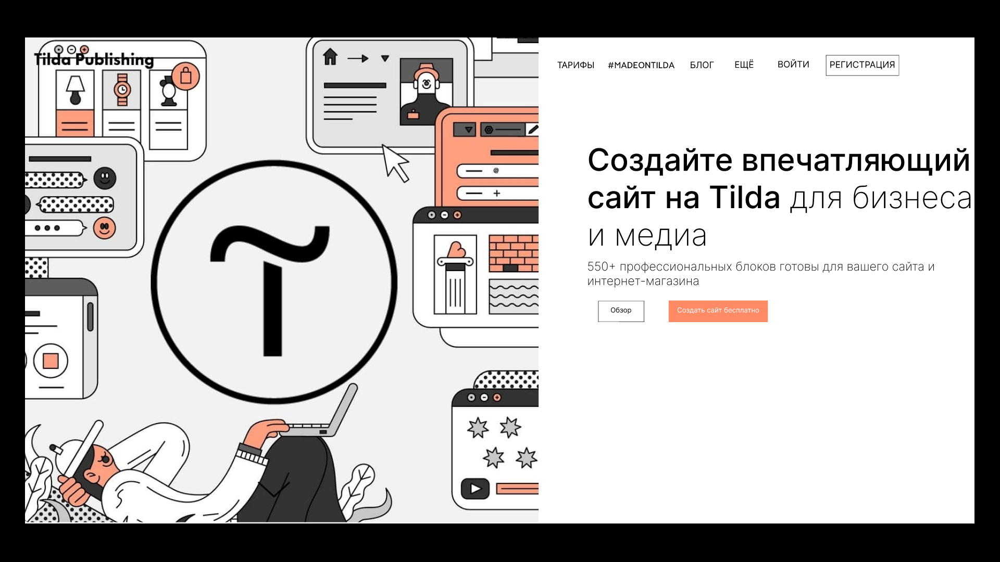 Tilda Publishing
ТАРИФЫ #MADEONTILDA БЛОГ ЕЩЁ ВОЙТИ РЕГИСТРАЦИЯ
Создайте впечатляющий
сайт на Tilda для бизнеса
и медиа
550+ профессиональных блоков готовы для вашего сайта и
интернет-магазина
Обзор Создать сайт бесплатно